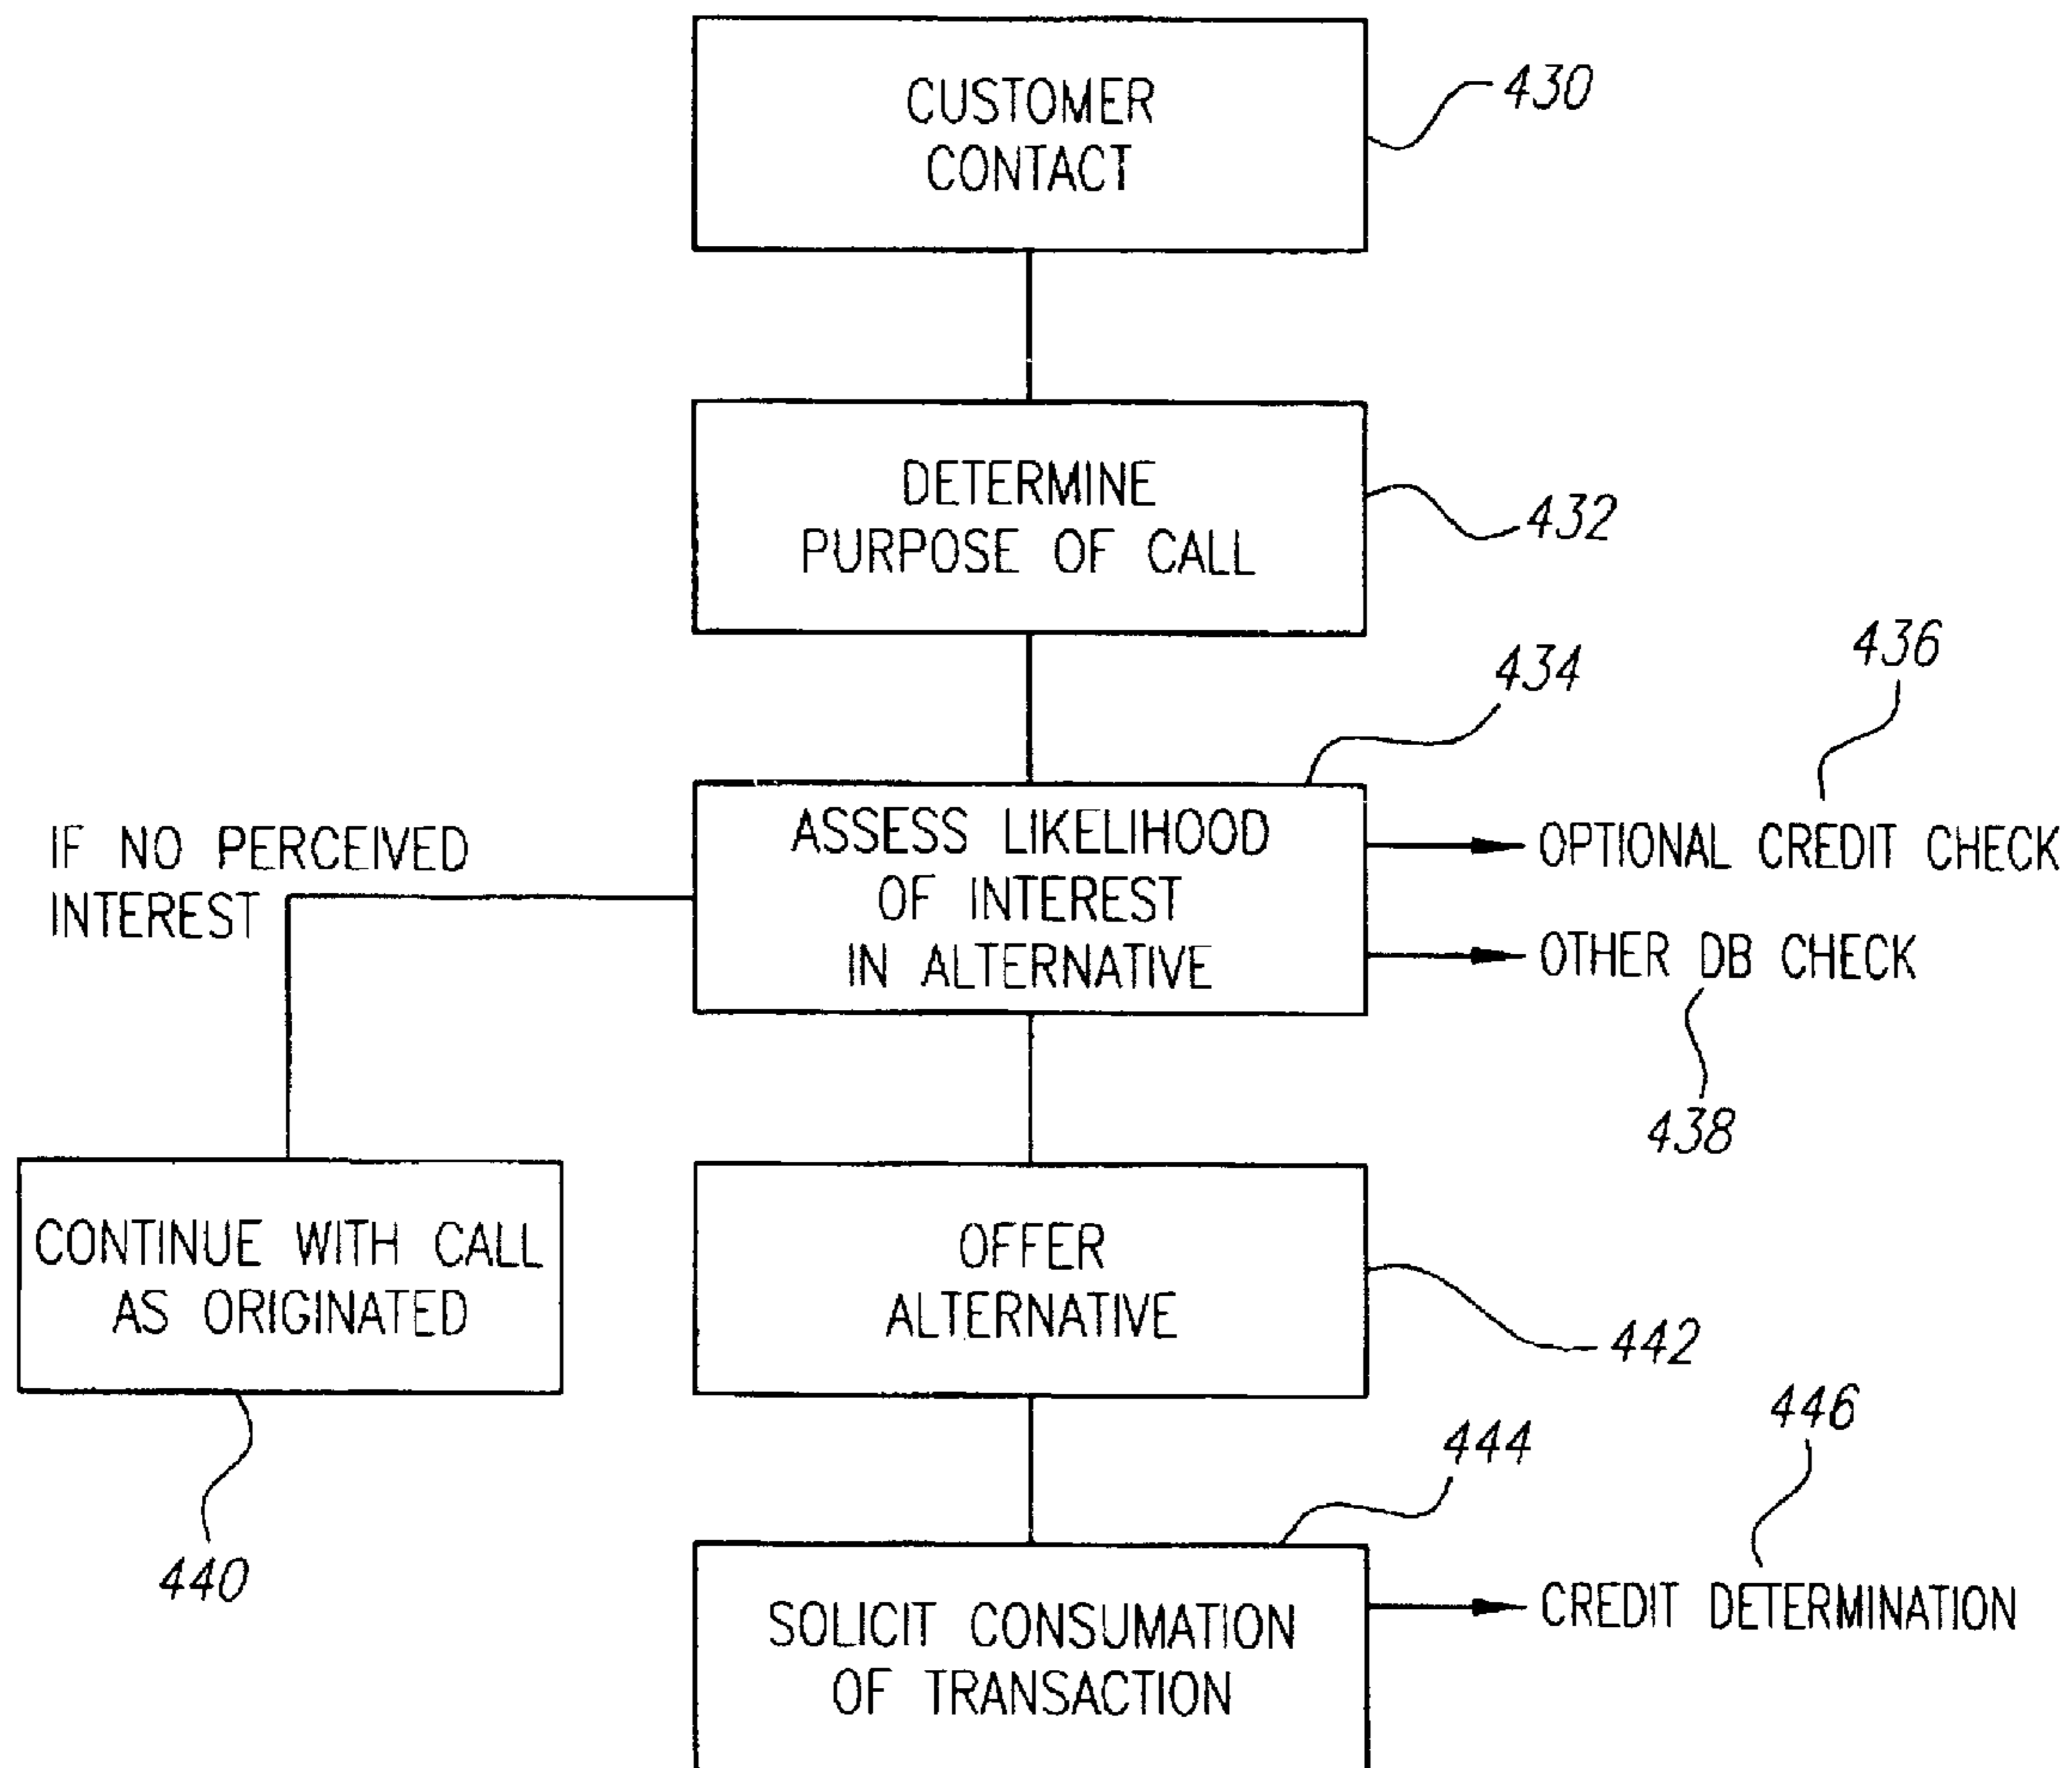 CUSTOMER
CONTACT
430
DETERMINE
PURPOSE OF CALL
432
434
436
IF NO PERCEIVED
INTEREST
ASSESS LIKELIHOOD
OF INTEREST
IN ALTERNATIVE
OPTIONAL CREDIT CHECK
OTHER DB CHECK
438
CONTINUE WITH CALL
AS ORIGINATED
440
OFFER
ALTERNATIVE
442
444
446
SOLICIT CONSUMATION
OF TRANSACTION
CREDIT DETERMINATION